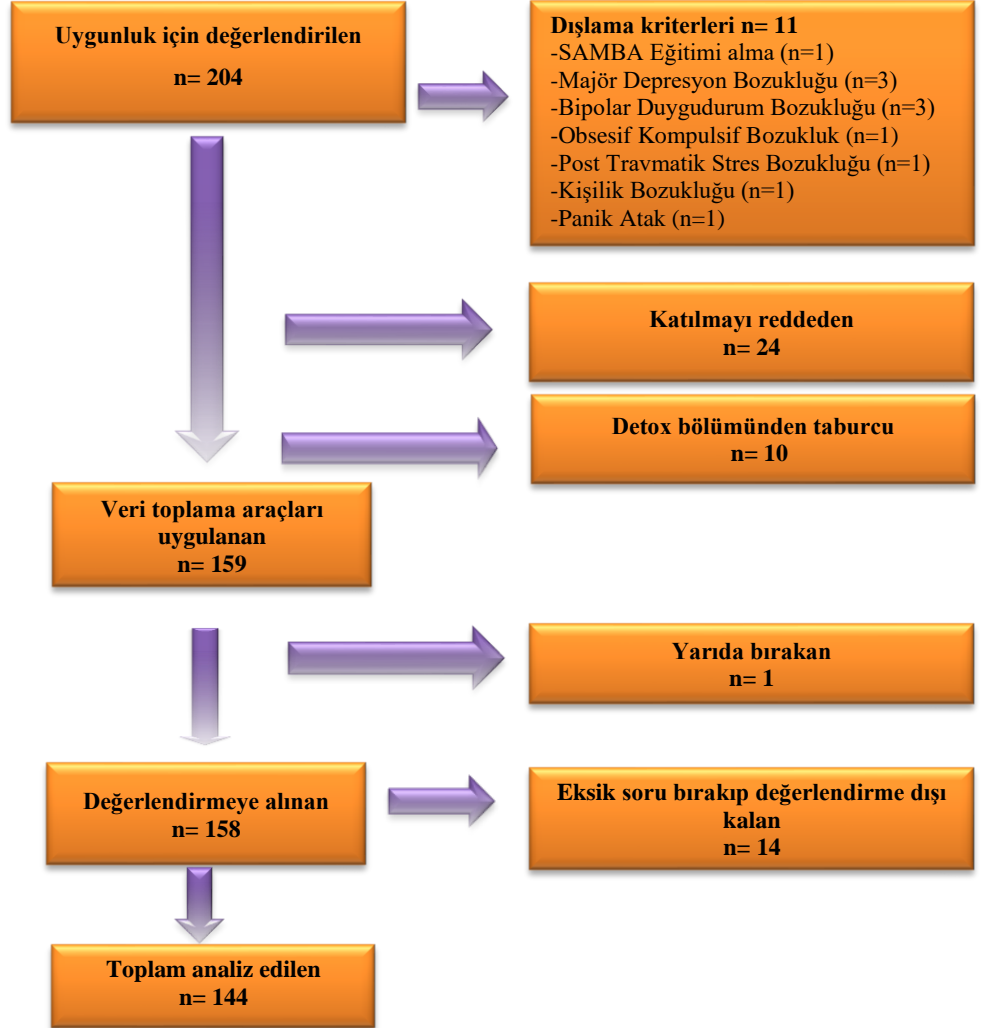 Uygunluk için değerlendirilen
n= 204
Dışlama kriterleri n= 11
-SAMBA Eğitimi alma (n=1)
-Majör Depresyon Bozukluğu (n=3)
-Bipolar Duygudurum Bozukluğu (n=3)
-Obsesif Kompulsif Bozukluk (n=1)
-Post Travmatik Stres Bozukluğu (n=1)
-Kişilik Bozukluğu (n=1)
-Panik Atak (n=1)
Katılmayı reddeden
n= 24
Detox bölümünden taburcu
n= 10
Veri toplama araçları
uygulanan
n= 159
Yarıda bırakan
n= 1
Değerlendirmeye alınan
n= 158
Eksik soru bırakıp değerlendirme dışı
kalan
n= 14
Toplam analiz edilen
n= 144